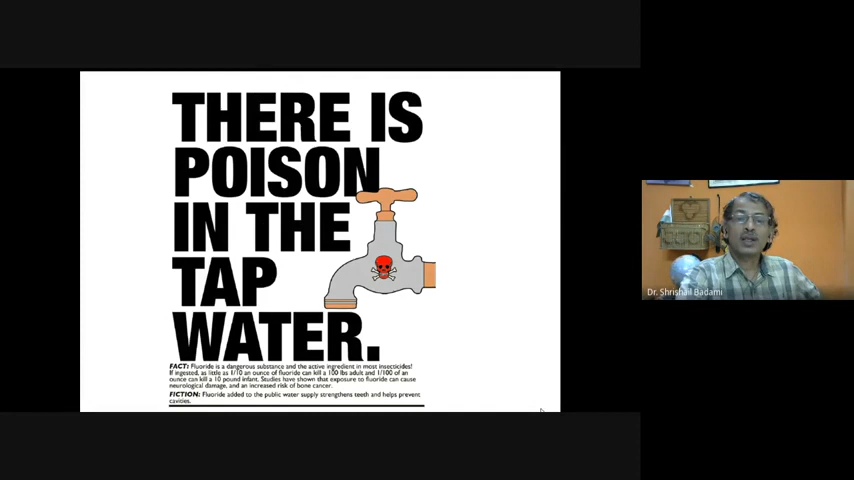 THERE IS
POISON
IN THE
TAP
WATER.
FACT: Fluoride is a dangerous substance and the active ingredient in most insecticides!
If ingested, as little as 1/10 an ounce of fluoride can kill a 100 lbs adult and 1/100 of an
ounce can kill a 10 pound infant. Studies have shown that exposure to fluoride can cause
neurological damage, and an increased risk of bone cancer.
FICTION: Fluoride added to the public water supply strengthens teeth and helps prevent
cavities.
Dr. Shrishail Badami